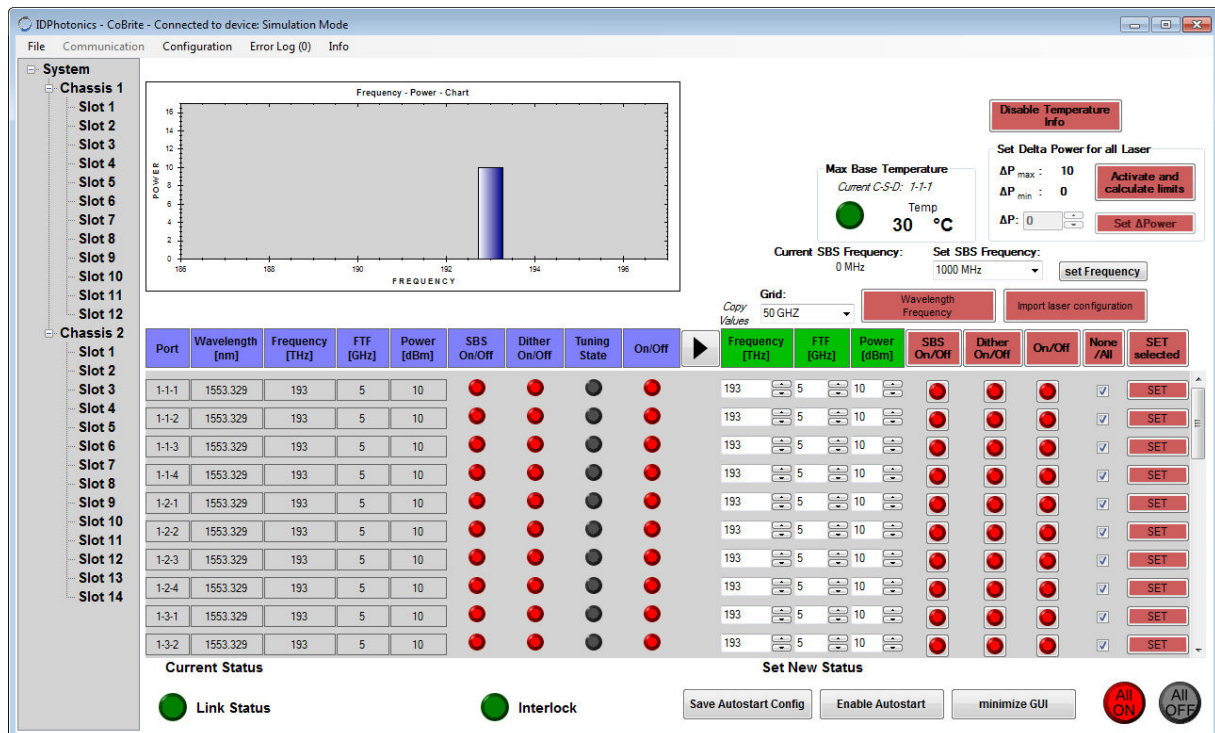 IDPhotonics - CoBrite - Connected to device: Simulation Mode
File Communication Configuration Error Log (0) Info
System
Chassis 1
Slot 1
Slot 2
Slot 3
Slot 4
Slot 5
Slot 6
Slot 7
Slot 8
Slot 9
Slot 10
Slot 11
Slot 12
Chassis 2
Slot 1
Slot 2
Slot 3
Slot 4
Slot 5
Slot 6
Slot 7
Slot 8
Slot 9
Slot 10
Slot 11
Slot 12
Slot 13
Slot 14
Frequency - Power - Chart
POWER
16
14
12
10
8
6
4
2
0
186 188 190 192 194 196
FREQUENCY
Disable Temperature
Info
Max Base Temperature
Current C-S-D: 1-1-1
Temp
30 °C
Set Delta Power for all Laser
ΔP max : 10
ΔP min : 0
Activate and
calculate limits
ΔP: 0
Set ΔPower
Current SBS Frequency:
0 MHz
Set SBS Frequency:
1000 MHz
set Frequency
Copy
Values
Grid:
50 GHZ
Wavelength
Frequency
Import laser configuration
Port Wavelength [nm] Frequency [THz] FTF [GHz] Power [dBm] SBS On/Off Dither On/Off Tuning State On/Off Frequency [THz] FTF [GHz] Power [dBm] SBS On/Off Dither On/Off On/Off None /All SET selected
1-1-1 1553.329 193 5 10 193 5 10 SET
1-1-2 1553.329 193 5 10 193 5 10 SET
1-1-3 1553.329 193 5 10 193 5 10 SET
1-1-4 1553.329 193 5 10 193 5 10 SET
1-2-1 1553.329 193 5 10 193 5 10 SET
1-2-2 1553.329 193 5 10 193 5 10 SET
1-2-3 1553.329 193 5 10 193 5 10 SET
1-2-4 1553.329 193 5 10 193 5 10 SET
1-3-1 1553.329 193 5 10 193 5 10 SET
1-3-2 1553.329 193 5 10 193 5 10 SET
Current Status
Set New Status
Link Status
Interlock
Save Autostart Config
Enable Autostart
minimize GUI
All
ON
All
OFF